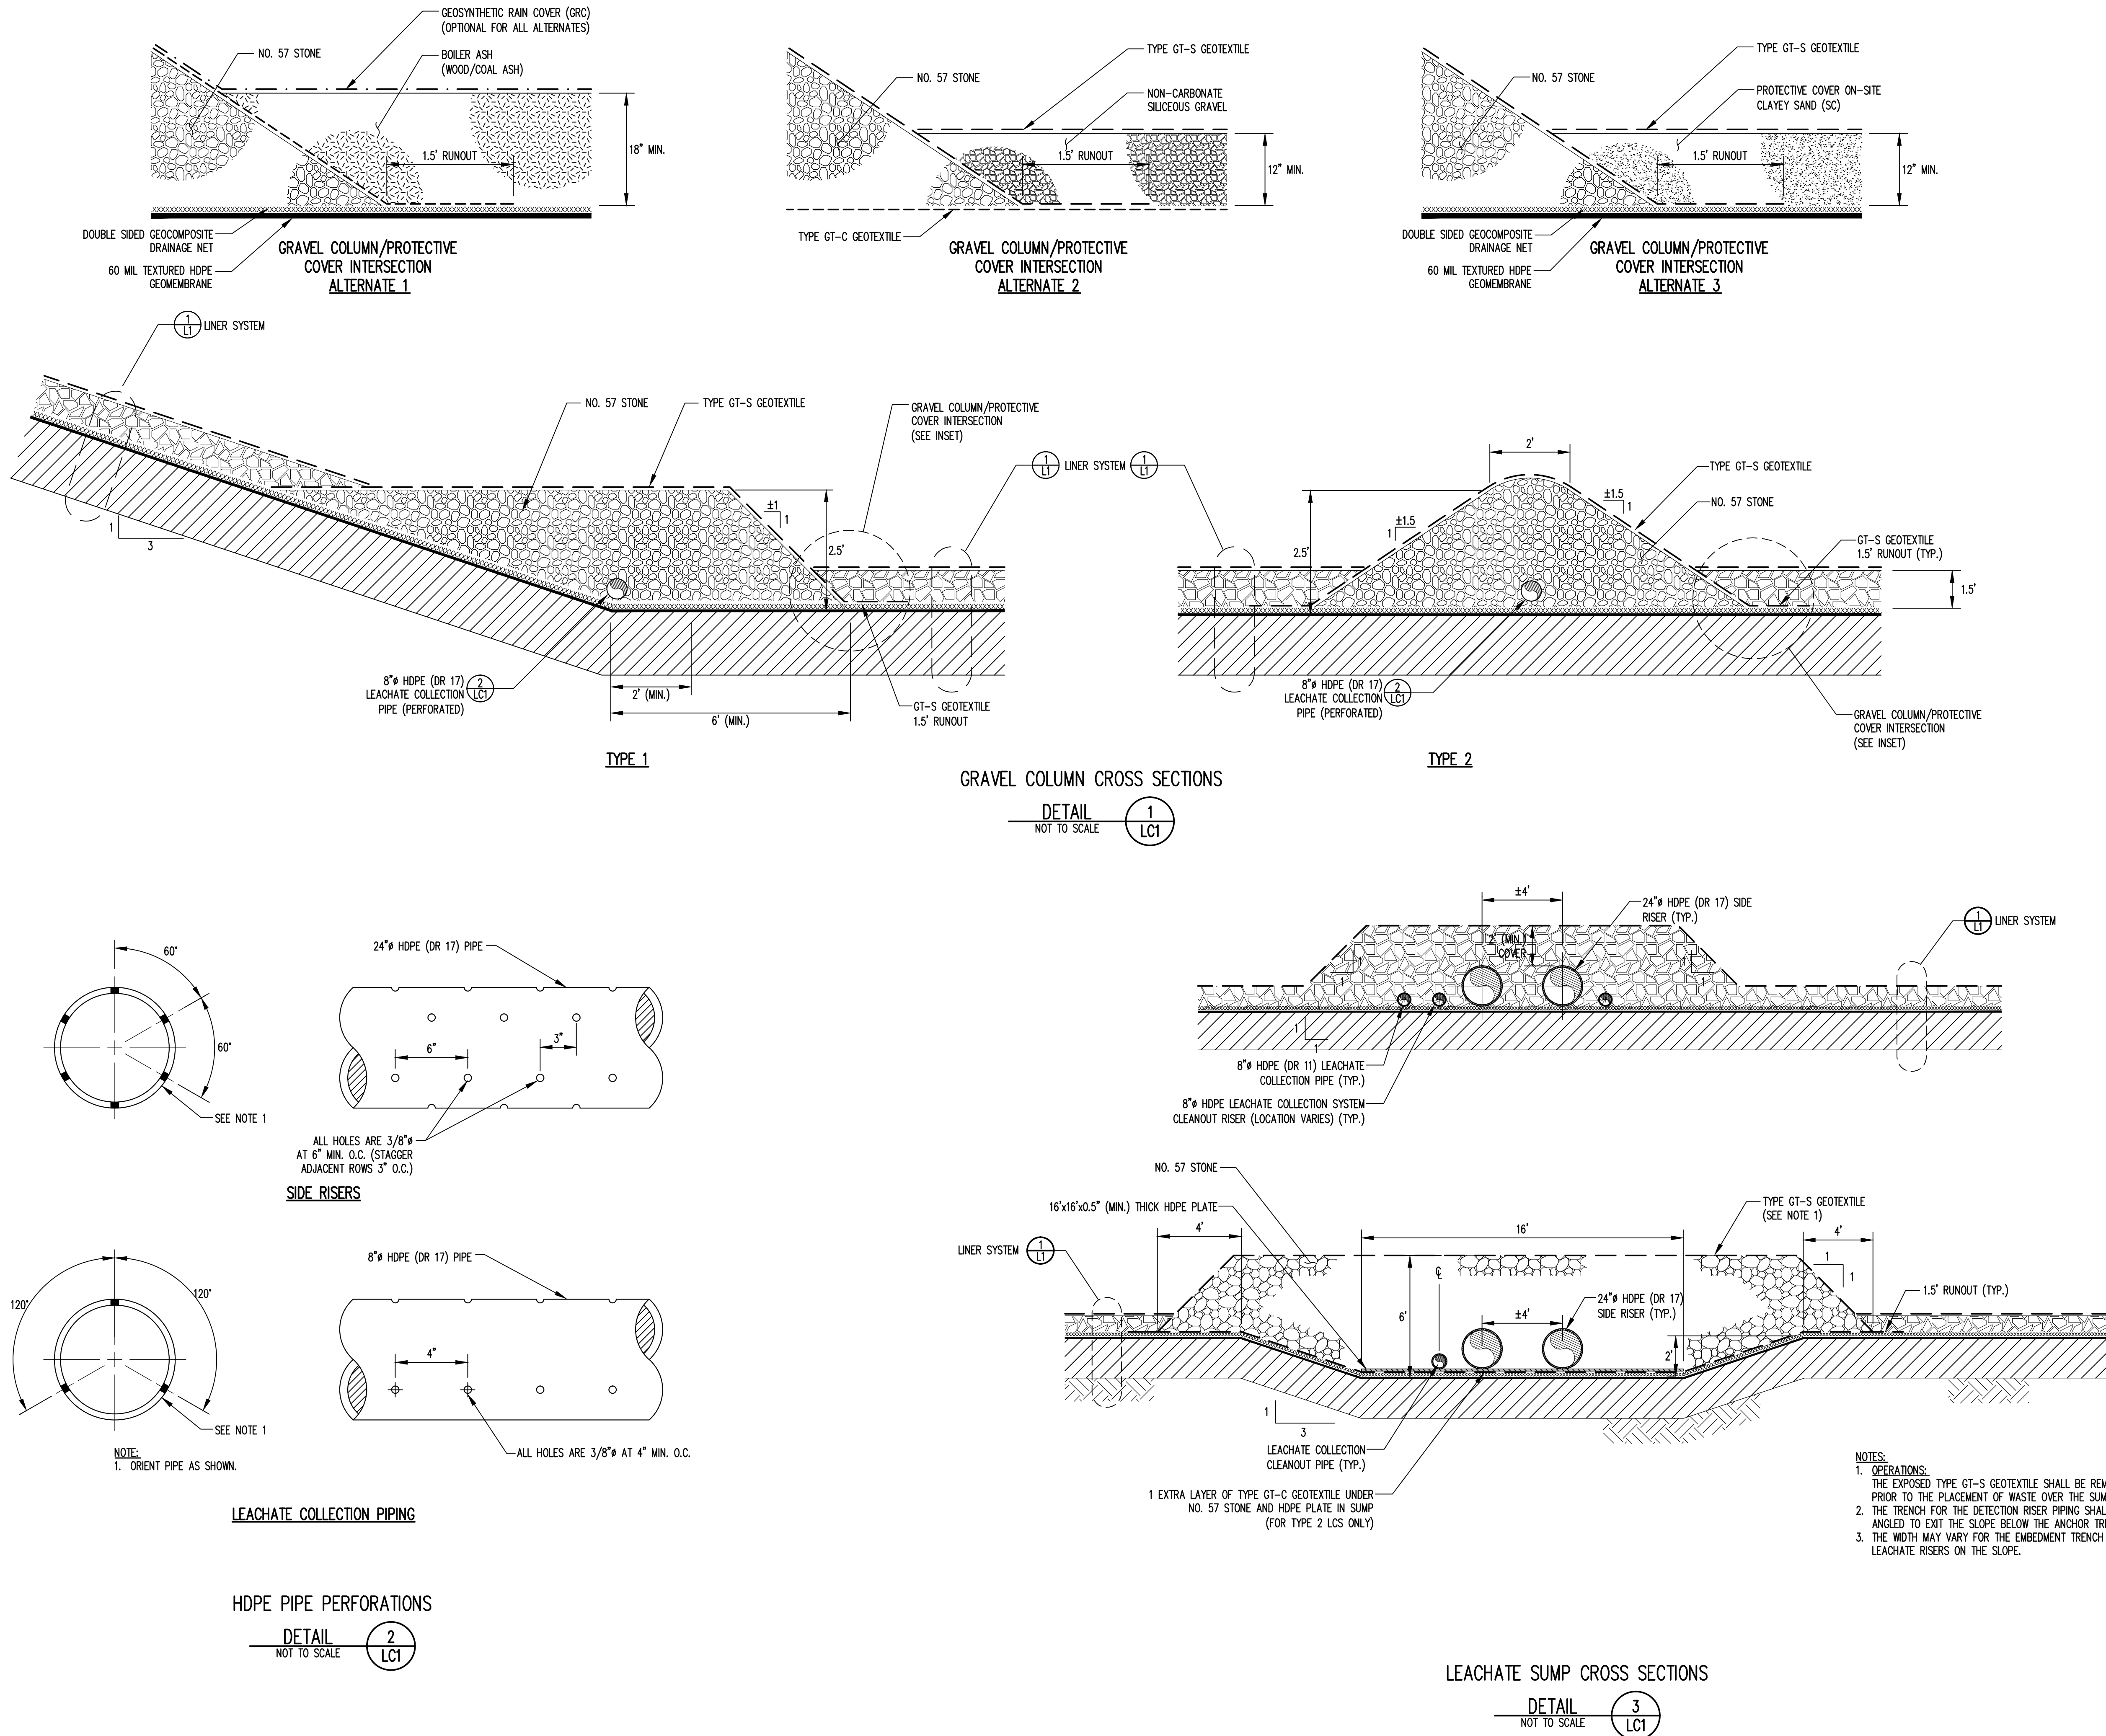 GEOSYNTHETIC RAIN COVER (GRC)
(OPTIONAL FOR ALL ALTERNATES)
NO. 57 STONE
BOILER ASH
(WOOD/COAL ASH)
1.5' RUNOUT
18" MIN.
DOUBLE SIDED GEOCOMPOSITE
DRAINAGE NET
60 MIL TEXTURED HDPE
GEOMEMBRANE
GRAVEL COLUMN/PROTECTIVE
COVER INTERSECTION
ALTERNATE 1
TYPE GT-S GEOTEXTILE
NO. 57 STONE
NON-CARBONATE
SILICEOUS GRAVEL
1.5' RUNOUT
12" MIN.
TYPE GT-C GEOTEXTILE
GRAVEL COLUMN/PROTECTIVE
COVER INTERSECTION
ALTERNATE 2
TYPE GT-S GEOTEXTILE
NO. 57 STONE
PROTECTIVE COVER ON-SITE
CLAYEY SAND (SC)
1.5' RUNOUT
12" MIN.
DOUBLE SIDED GEOCOMPOSITE
DRAINAGE NET
60 MIL TEXTURED HDPE
GEOMEMBRANE
GRAVEL COLUMN/PROTECTIVE
COVER INTERSECTION
ALTERNATE 3
1
L1
LINER SYSTEM
NO. 57 STONE
TYPE GT-S GEOTEXTILE
GRAVEL COLUMN/PROTECTIVE
COVER INTERSECTION
(SEE INSET)
±1
1
2.5'
1
3
8"ø HDPE (DR 17)
LEACHATE COLLECTION
PIPE (PERFORATED)
2
LC1
2' (MIN.)
6' (MIN.)
GT-S GEOTEXTILE
1.5' RUNOUT
TYPE 1
1
L1
LINER SYSTEM
1
L1
2'
TYPE GT-S GEOTEXTILE
±1.5
1
NO. 57 STONE
±1.5
1
2.5'
GT-S GEOTEXTILE
1.5' RUNOUT (TYP.)
1.5'
8"ø HDPE (DR 17)
LEACHATE COLLECTION
PIPE (PERFORATED)
2
LC1
GRAVEL COLUMN/PROTECTIVE
COVER INTERSECTION
(SEE INSET)
TYPE 2
GRAVEL COLUMN CROSS SECTIONS
DETAIL
NOT TO SCALE
1
LC1
60°
60°
SEE NOTE 1
24"ø HDPE (DR 17) PIPE
6"
3"
ALL HOLES ARE 3/8"ø
AT 6" MIN. O.C. (STAGGER
ADJACENT ROWS 3" O.C.)
SIDE RISERS
120°
120°
SEE NOTE 1
8"ø HDPE (DR 17) PIPE
4"
ALL HOLES ARE 3/8"ø AT 4" MIN. O.C.
NOTE:
1. ORIENT PIPE AS SHOWN.
LEACHATE COLLECTION PIPING
HDPE PIPE PERFORATIONS
DETAIL
NOT TO SCALE
2
LC1
±4'
24"ø HDPE (DR 17) SIDE
RISER (TYP.)
2' (MIN.)
COVER
1
1
1
1
1
L1
LINER SYSTEM
1
1
8"ø HDPE (DR 11) LEACHATE
COLLECTION PIPE (TYP.)
8"ø HDPE LEACHATE COLLECTION SYSTEM
CLEANOUT RISER (LOCATION VARIES) (TYP.)
NO. 57 STONE
16'x16'x0.5" (MIN.) THICK HDPE PLATE
LINER SYSTEM
1
L1
4'
16'
TYPE GT-S GEOTEXTILE
(SEE NOTE 1)
4'
1
1
1.5' RUNOUT (TYP.)
6'
±4'
24"ø HDPE (DR 17)
SIDE RISER (TYP.)
2'
1
3
LEACHATE COLLECTION
CLEANOUT PIPE (TYP.)
1 EXTRA LAYER OF TYPE GT-C GEOTEXTILE UNDER
NO. 57 STONE AND HDPE PLATE IN SUMP
(FOR TYPE 2 LCS ONLY)
NOTES:
1. OPERATIONS:
THE EXPOSED TYPE GT-S GEOTEXTILE SHALL BE REM
PRIOR TO THE PLACEMENT OF WASTE OVER THE SUM
2. THE TRENCH FOR THE DETECTION RISER PIPING SHAL
ANGLED TO EXIT THE SLOPE BELOW THE ANCHOR TRE
3. THE WIDTH MAY VARY FOR THE EMBEDMENT TRENCH
LEACHATE RISERS ON THE SLOPE.
LEACHATE SUMP CROSS SECTIONS
DETAIL
NOT TO SCALE
3
LC1